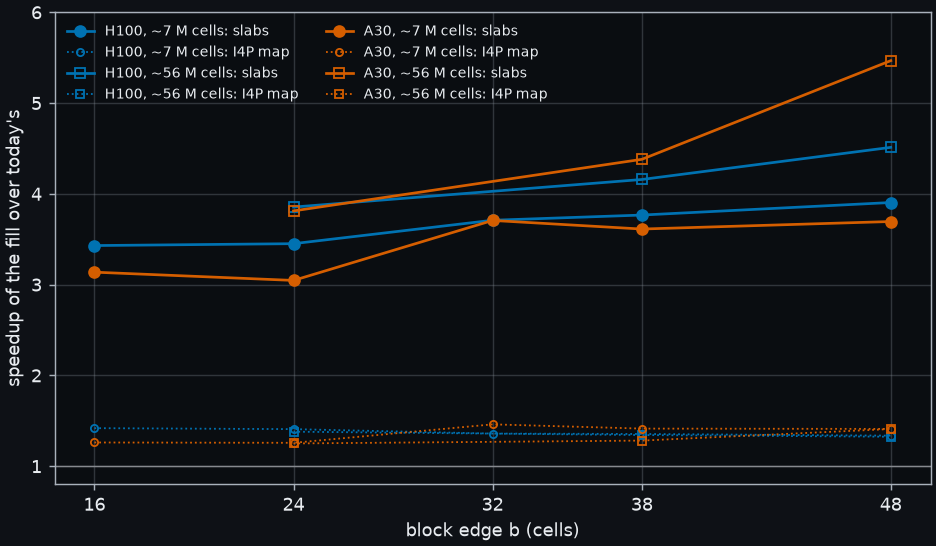 6
5
4
3
2
1
speedup of the fill over today's
H100, ~7 M cells: slabs
H100, ~7 M cells: I4P map
H100, ~56 M cells: slabs
H100, ~56 M cells: I4P map
A30, ~7 M cells: slabs
A30, ~7 M cells: I4P map
A30, ~56 M cells: slabs
A30, ~56 M cells: I4P map
16 24 32 38 48
block edge b (cells)